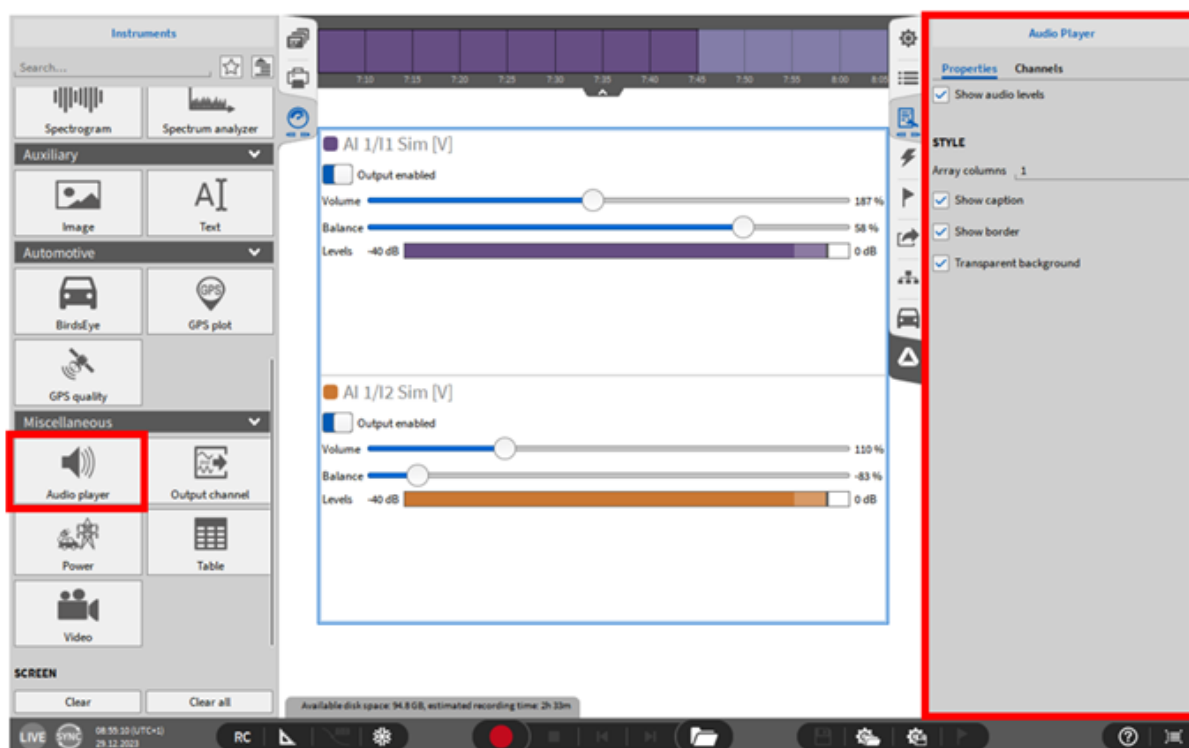 Instruments
Search...
Spectrogram
Spectrum analyzer
Auxiliary
AI
Image
Text
Automotive
GPS
BirdsEye
GPS plot
GPS quality
Miscellaneous
Audio player
Output channel
Power
Table
Video
SCREEN
Clear
Clear all
7:10 7:15 7:20 7:25 7:30 7:35 7:40 7:45 7:50 7:55 8:00 8:05
AI 1/I1 Sim [V]
Output enabled
Volume 187 %
Balance 58 %
Levels -40 dB 0 dB
AI 1/I2 Sim [V]
Output enabled
Volume 110 %
Balance -83 %
Levels -40 dB 0 dB
Available disk space: 94.8 GB, estimated recording time: 2h 33m
Audio Player
Properties Channels
Show audio levels
STYLE
Array columns 1
Show caption
Show border
Transparent background
LIVE SYNC 08:55:10 (UTC+1)
29.12.2023
RC